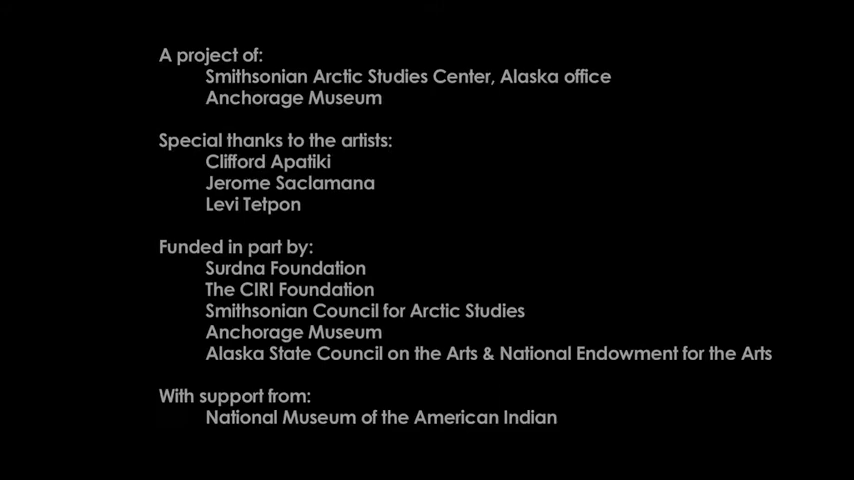 A project of:
Smithsonian Arctic Studies Center, Alaska office
Anchorage Museum
Special thanks to the artists:
Clifford Apatiki
Jerome Saclamana
Levi Tetpon
Funded in part by:
Surdna Foundation
The CIRI Foundation
Smithsonian Council for Arctic Studies
Anchorage Museum
Alaska State Council on the Arts & National Endowment for the Arts
With support from:
National Museum of the American Indian